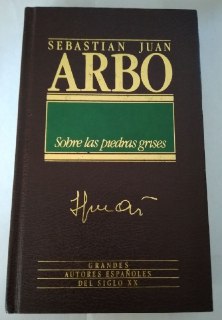 SEBASTIAN JUAN
ARBO
Sobre las piedras grises
GRANDES
AUTORES ESPAÑOLES
DEL SIGLO XX